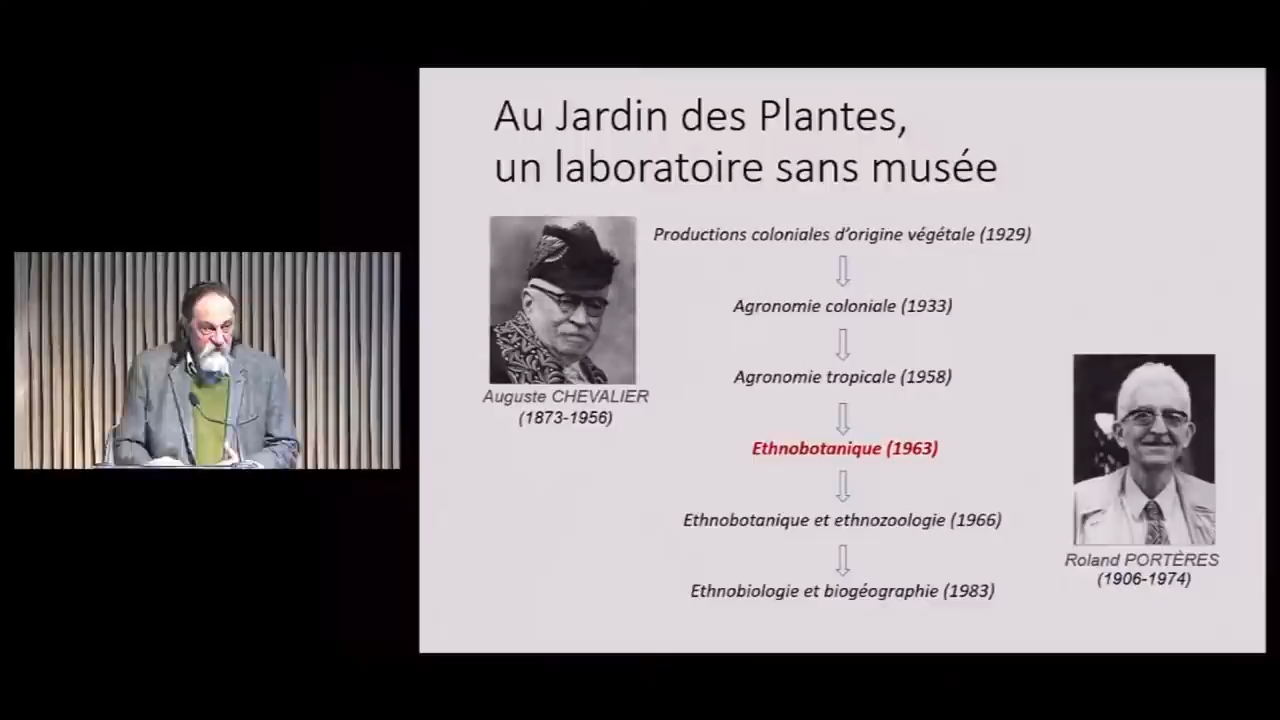 Au Jardin des Plantes,
un laboratoire sans musée
Productions coloniales d’origine végétale (1929)
Agronomie coloniale (1933)
Agronomie tropicale (1958)
Auguste CHEVALIER
(1873-1956)
Ethnobotanique (1963)
Ethnobotanique et ethnozoologie (1966)
Roland PORTÈRES
(1906-1974)
Ethnobiologie et biogéographie (1983)